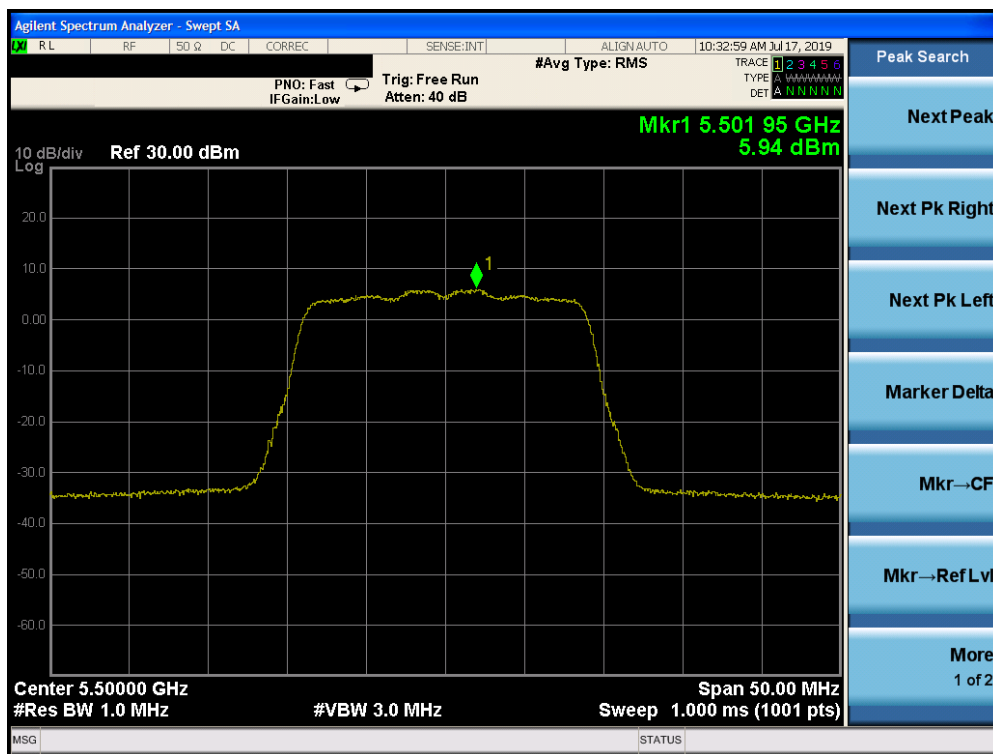 Agilent Spectrum Analyzer - Swept SA
LXI RL RF 50 Ω DC CORREC SENSE:INT ALIGN AUTO 10:32:59 AM Jul 17, 2019
PNO: Fast
IFGain:Low
Trig: Free Run
Atten: 40 dB
#Avg Type: RMS
TRACE 1 2 3 4 5 6
TYPE A WWWWW
DET A N N N N N
Mkr1 5.501 95 GHz
5.94 dBm
10 dB/div Ref 30.00 dBm
Log
20.0
10.0
0.00
-10.0
-20.0
-30.0
-40.0
-50.0
-60.0
1
Center 5.50000 GHz Span 50.00 MHz
#Res BW 1.0 MHz #VBW 3.0 MHz Sweep 1.000 ms (1001 pts)
MSG STATUS
Peak Search
Next Peak
Next Pk Right
Next Pk Left
Marker Delta
Mkr→CF
Mkr→Ref Lvl
More
1 of 2